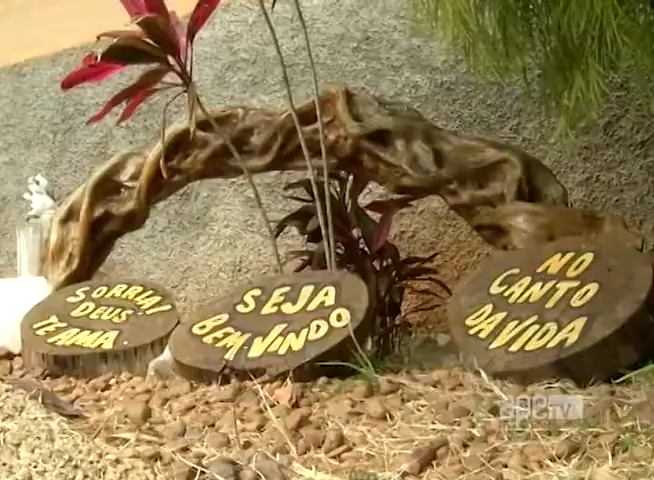 SORRIA!
DEUS
TE AMA.
SEJA
BEM VINDO
NO
CANTO
DA VIDA